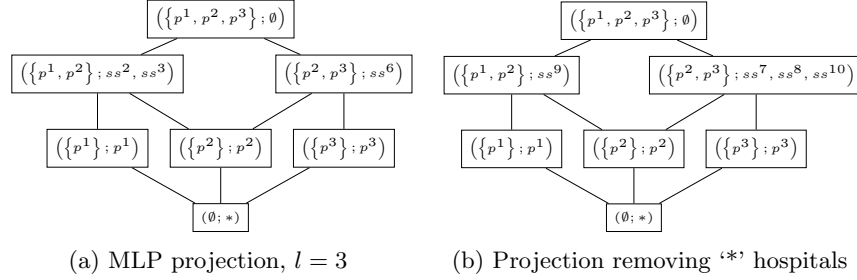 ({p¹, p², p³} ; ∅)
({p¹, p²} ; ss², ss³)
({p², p³} ; ss⁶)
({p¹} ; p¹)
({p²} ; p²)
({p³} ; p³)
(∅; *)
(a) MLP projection, l = 3
({p¹, p², p³} ; ∅)
({p¹, p²} ; ss⁹)
({p², p³} ; ss⁷, ss⁸, ss¹⁰)
({p¹} ; p¹)
({p²} ; p²)
({p³} ; p³)
(∅; *)
(b) Projection removing ‘*’ hospitals